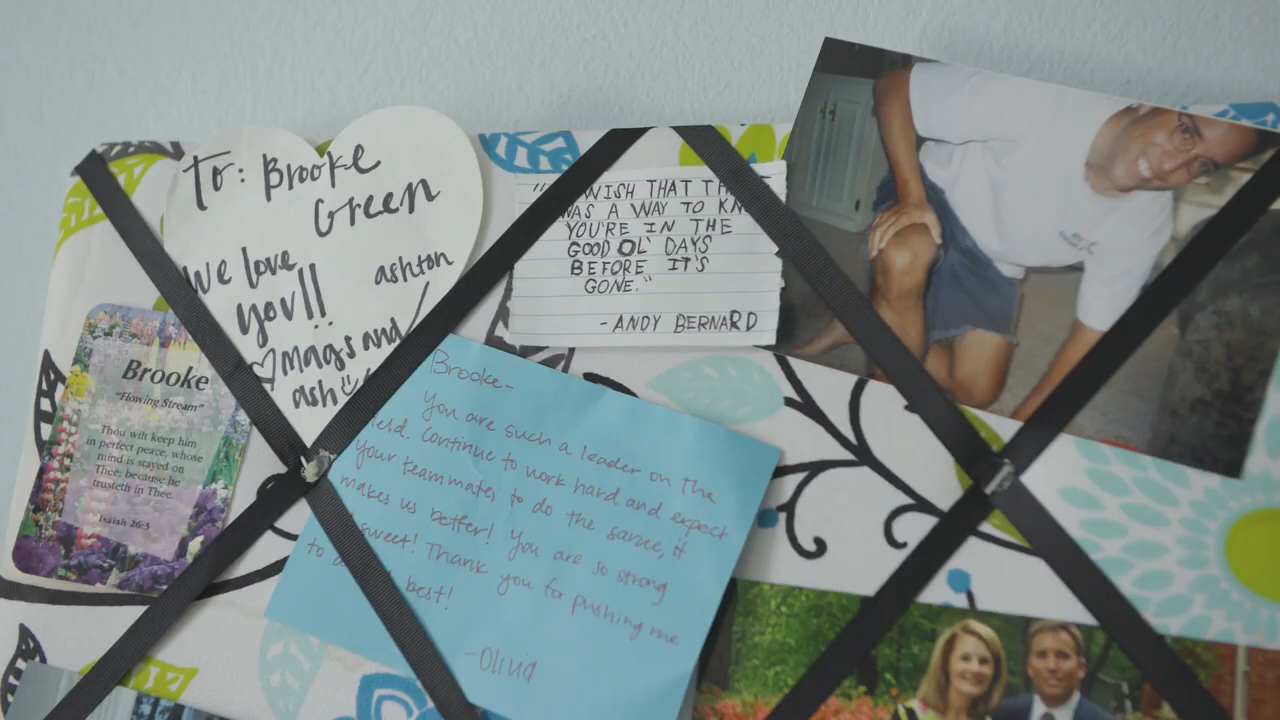 To: Brooke
Green
We love
you!!
ashton
mags and
ash
Brooke
"Flowing Stream"
Thou wilt keep him
in perfect peace, whose
mind is stayed on
Thee: because he
trusteth in Thee.
Isaiah 26:3
" WISH THAT
WAS A WAY TO
YOU'RE IN THE
GOOD OL' DAYS
BEFORE IT'S
GONE."
-ANDY BERNARD
Brooke-
You are such a leader on the
field. Continue to work hard and expect
your teammates to do the same, it
makes us better! You are so strong
sweet! Thank you for pushing me
to best!
-Olivia